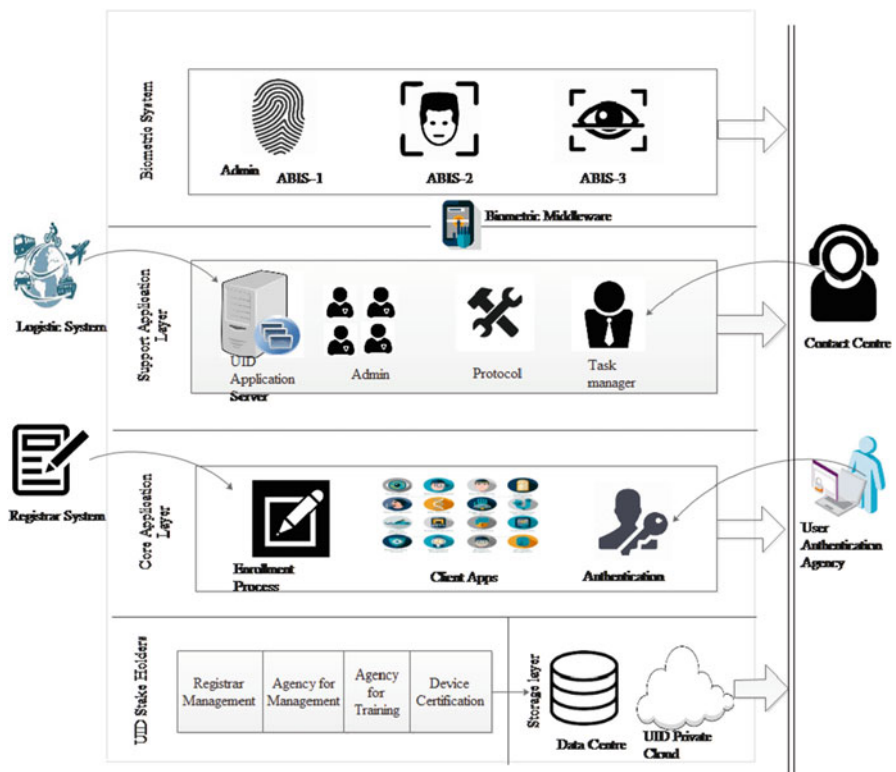 Biometric System
Admin
ABIS-1
ABIS-2
ABIS-3
Biometric Middleware
Logistic System
Support Application
Layer
UID
Application
Server
Admin
Protocol
Task
manager
Contact Centre
Registrar System
Core Application
Layer
Enrollment
Process
Client Apps
Authentication
User
Authentication
Agency
UID Stake Holders
Registrar
Management
Agency for
Management
Agency
for
Training
Device
Certification
Storage layer
Data Centre
UID Private
Cloud